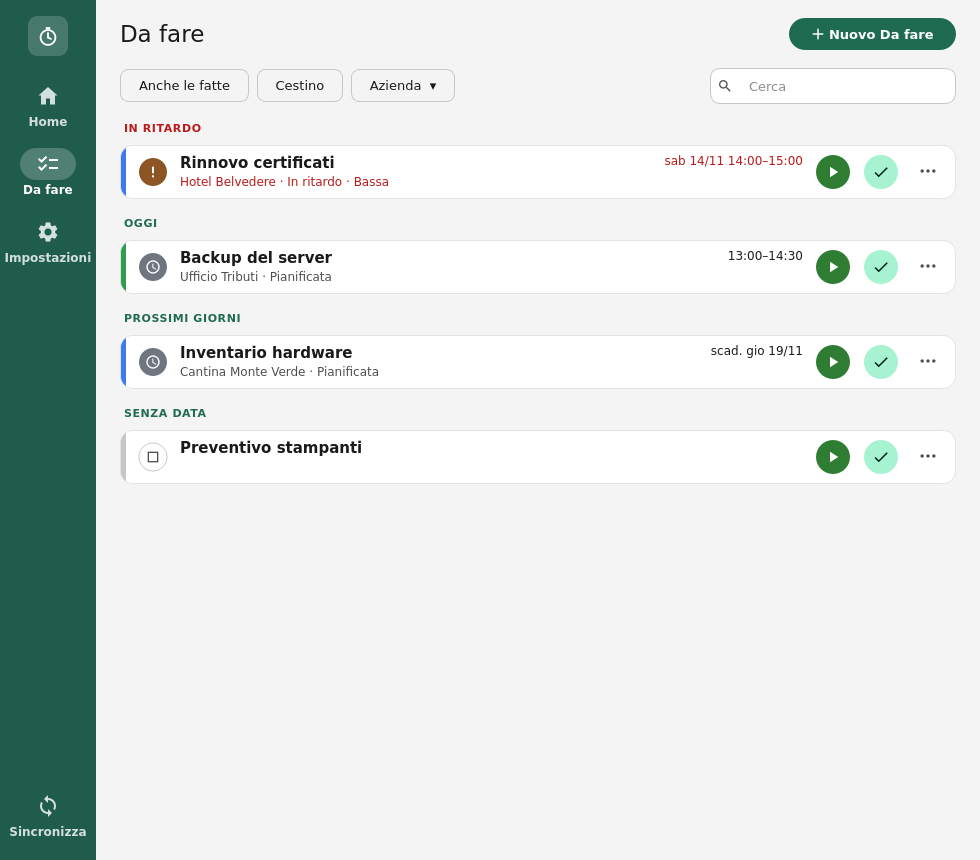 Da fare
Nuovo Da fare
Anche le fatte
Cestino
Azienda
Cerca
Home
Da fare
Impostazioni
Sincronizza
IN RITARDO
Rinnovo certificati
sab 14/11 14:00–15:00
Hotel Belvedere · In ritardo · Bassa
OGGI
Backup del server
13:00–14:30
Ufficio Tributi · Pianificata
PROSSIMI GIORNI
Inventario hardware
scad. gio 19/11
Cantina Monte Verde · Pianificata
SENZA DATA
Preventivo stampanti